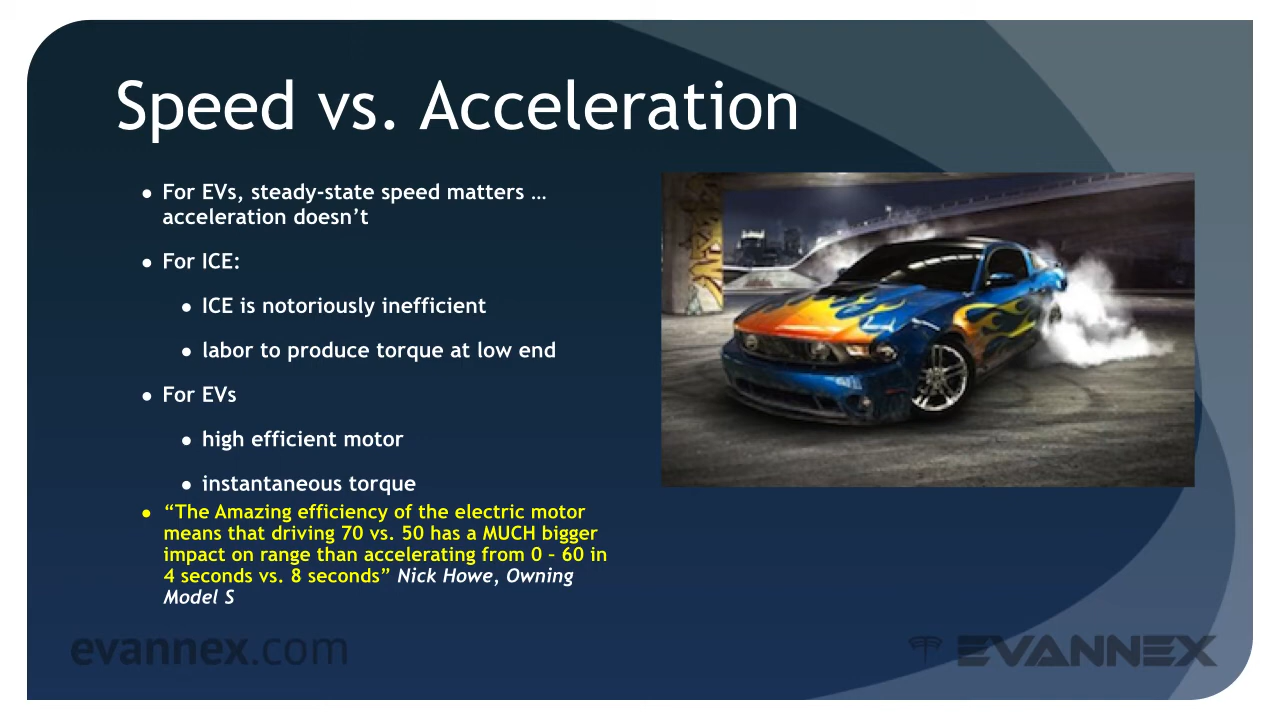 Speed vs. Acceleration
● For EVs, steady-state speed matters …
acceleration doesn’t
● For ICE:
● ICE is notoriously inefficient
● labor to produce torque at low end
● For EVs
● high efficient motor
● instantaneous torque
● “The Amazing efficiency of the electric motor
means that driving 70 vs. 50 has a MUCH bigger
impact on range than accelerating from 0 – 60 in
4 seconds vs. 8 seconds” Nick Howe, Owning
Model S
evannex.com
EVANNEX